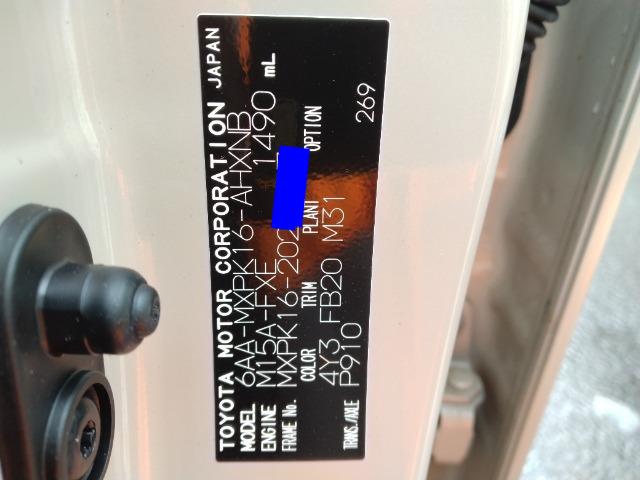 TOYOTA MOTOR CORPORATION JAPAN
MODEL 6AA-MXPK16-AHXNB
ENGINE M15A-FXE 1490 mL
FRAME No. MXPK16-202
COLOR TRIM PLANT OPTION
4Y3 FB20 M31 269
TRANS./AXLE P910